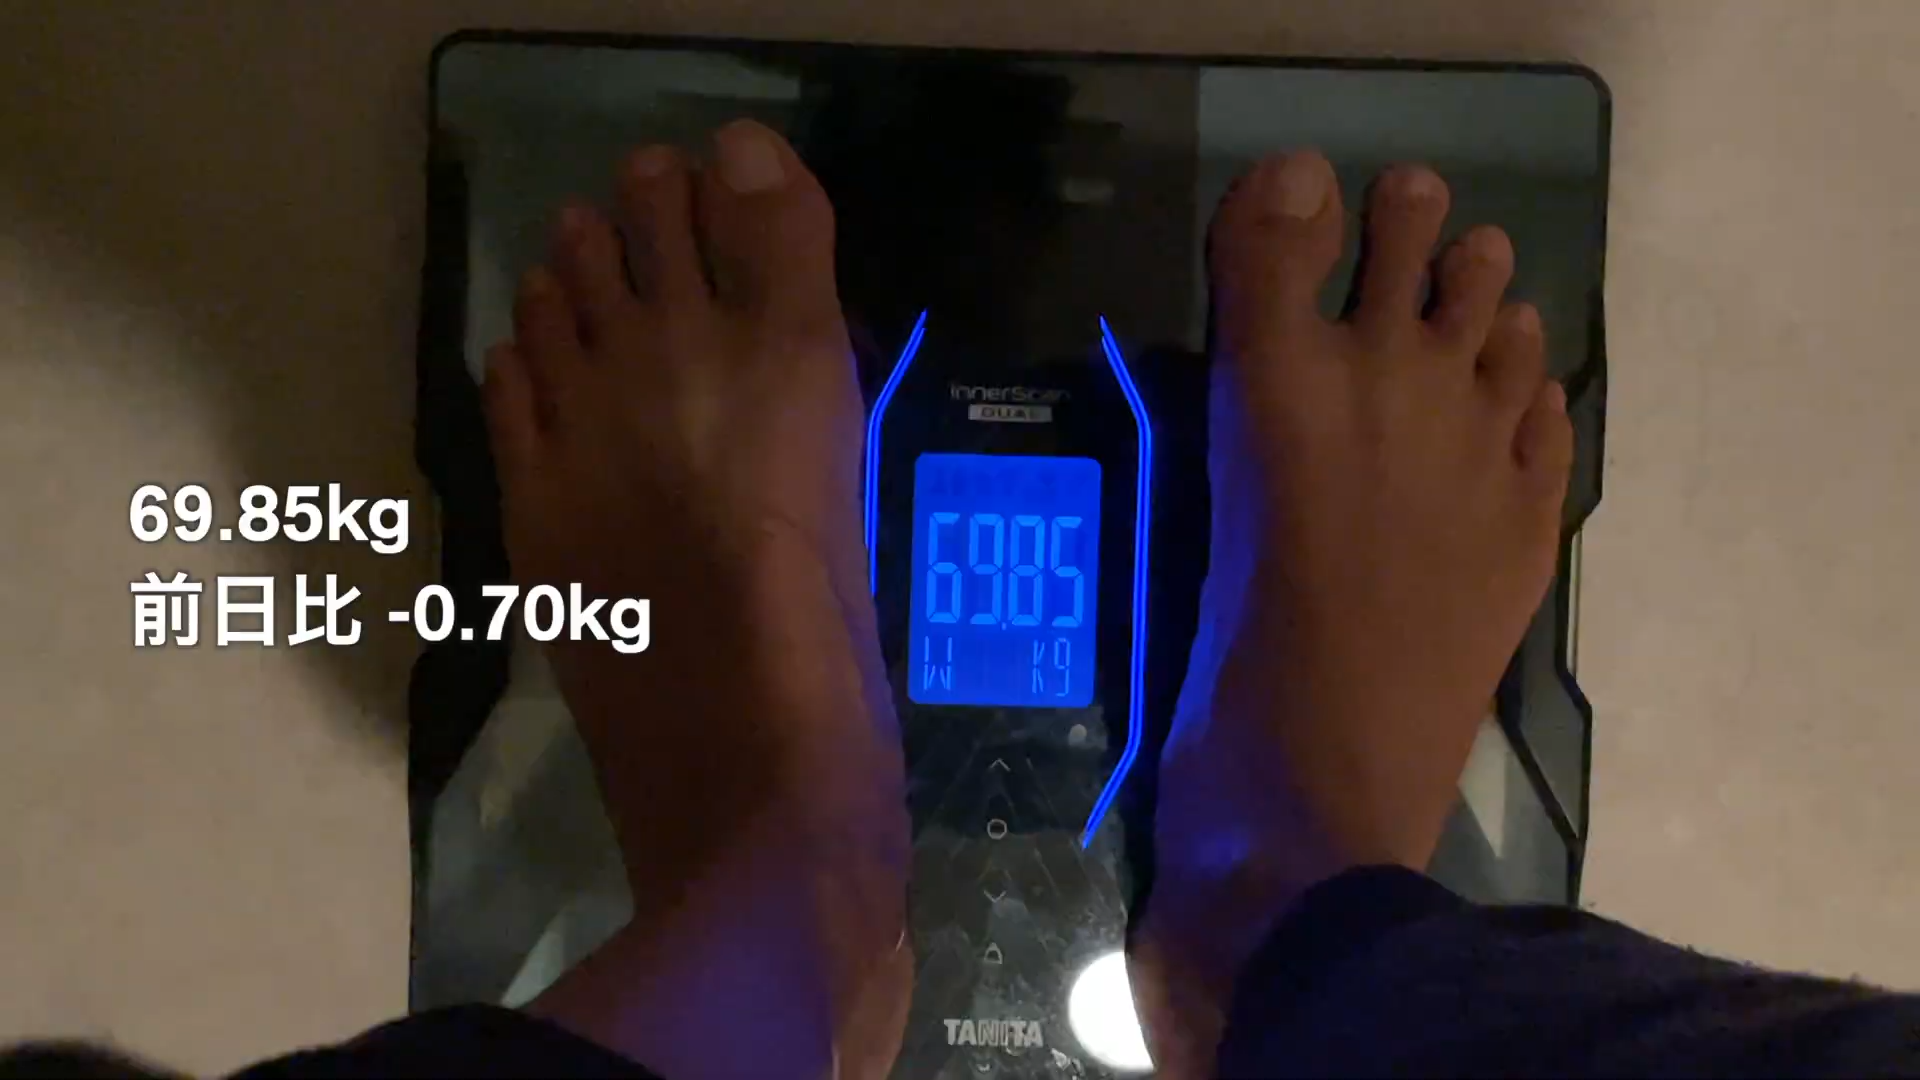 69.85kg
前日比 -0.70kg
InnerScan
DUAL
69.85
W kg
TANITA